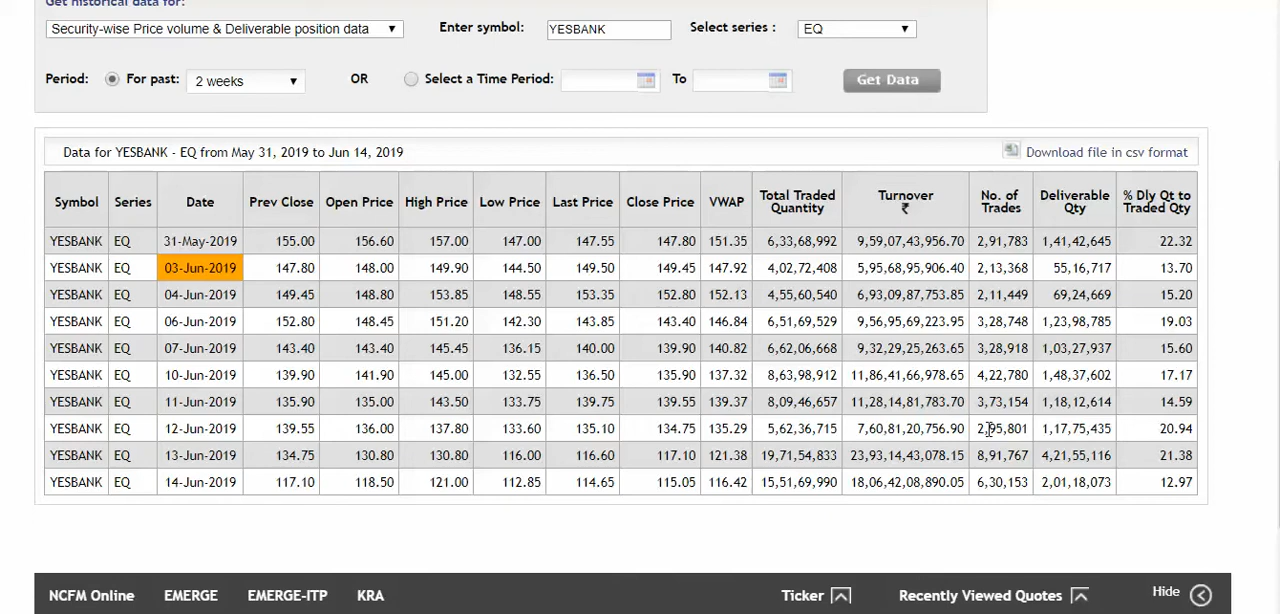 Get historical data for:
Security-wise Price volume & Deliverable position data Enter symbol: YESBANK Select series : EQ
Period: For past: 2 weeks OR Select a Time Period: To Get Data
Data for YESBANK - EQ from May 31, 2019 to Jun 14, 2019 Download file in csv format
Symbol Series Date Prev Close Open Price High Price Low Price Last Price Close Price VWAP Total Traded Quantity Turnover ₹ No. of Trades Deliverable Qty % Dly Qt to Traded Qty
YESBANK EQ 31-May-2019 155.00 156.60 157.00 147.00 147.55 147.80 151.35 6,33,68,992 9,59,07,43,956.70 2,91,783 1,41,42,645 22.32
YESBANK EQ 03-Jun-2019 147.80 148.00 149.90 144.50 149.50 149.45 147.92 4,02,72,408 5,95,68,95,906.40 2,13,368 55,16,717 13.70
YESBANK EQ 04-Jun-2019 149.45 148.80 153.85 148.55 153.35 152.80 152.13 4,55,60,540 6,93,09,87,753.85 2,11,449 69,24,669 15.20
YESBANK EQ 06-Jun-2019 152.80 148.45 151.20 142.30 143.85 143.40 146.84 6,51,69,529 9,56,95,69,223.95 3,28,748 1,23,98,785 19.03
YESBANK EQ 07-Jun-2019 143.40 143.40 145.45 136.15 140.00 139.90 140.82 6,62,06,668 9,32,29,25,263.65 3,28,918 1,03,27,937 15.60
YESBANK EQ 10-Jun-2019 139.90 141.90 145.00 132.55 136.50 135.90 137.32 8,63,98,912 11,86,41,66,978.65 4,22,780 1,48,37,602 17.17
YESBANK EQ 11-Jun-2019 135.90 135.00 143.50 133.75 139.75 139.55 139.37 8,09,46,657 11,28,14,81,783.70 3,73,154 1,18,12,614 14.59
YESBANK EQ 12-Jun-2019 139.55 136.00 137.80 133.60 135.10 134.75 135.29 5,62,36,715 7,60,81,20,756.90 2,95,801 1,17,75,435 20.94
YESBANK EQ 13-Jun-2019 134.75 130.80 130.80 116.00 116.60 117.10 121.38 19,71,54,833 23,93,14,43,078.15 8,91,767 4,21,55,116 21.38
YESBANK EQ 14-Jun-2019 117.10 118.50 121.00 112.85 114.65 115.05 116.42 15,51,69,990 18,06,42,08,890.05 6,30,153 2,01,18,073 12.97
NCFM Online EMERGE EMERGE-ITP KRA Ticker Recently Viewed Quotes Hide